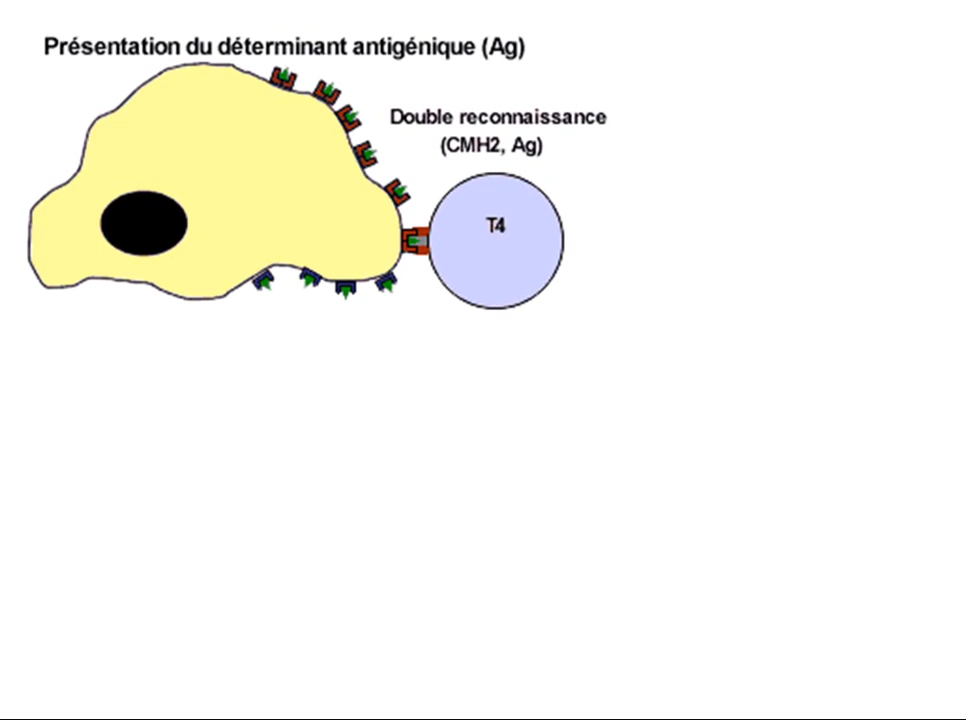 Présentation du déterminant antigénique (Ag)
Double reconnaissance
(CMH2, Ag)
T4